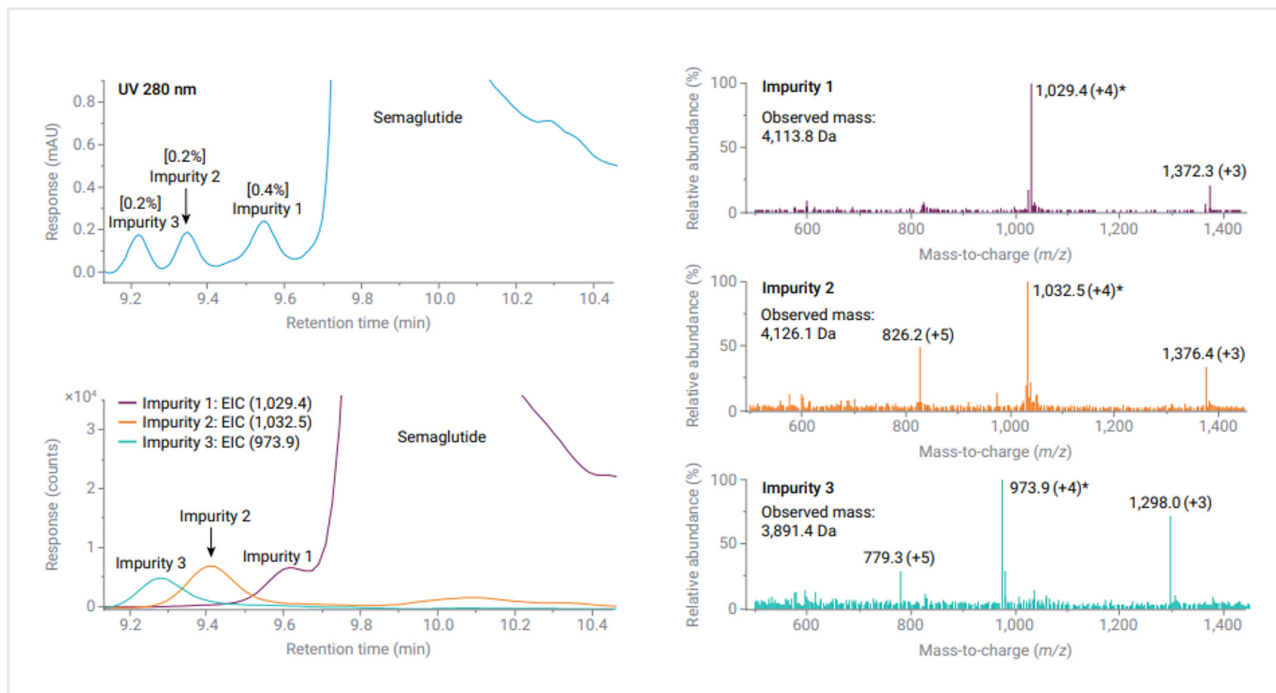 UV 280 nm
Response (mAU)
0.8
0.6
0.4
0.2
0.0
Semaglutide
[0.2%]
Impurity 3
[0.2%]
Impurity 2
[0.4%]
Impurity 1
9.2
9.4
9.6
9.8
10.0
10.2
10.4
Retention time (min)
×10⁴
Response (counts)
3
2
1
0
Impurity 1: EIC (1,029.4)
Impurity 2: EIC (1,032.5)
Impurity 3: EIC (973.9)
Semaglutide
Impurity 3
Impurity 2
Impurity 1
9.2
9.4
9.6
9.8
10.0
10.2
10.4
Retention time (min)
Relative abundance (%)
100
50
0
Impurity 1
Observed mass:
4,113.8 Da
1,029.4 (+4)*
1,372.3 (+3)
600
800
1,000
1,200
1,400
Mass-to-charge (m/z)
Relative abundance (%)
100
50
0
Impurity 2
Observed mass:
4,126.1 Da
826.2 (+5)
1,032.5 (+4)*
1,376.4 (+3)
600
800
1,000
1,200
1,400
Mass-to-charge (m/z)
Relative abundance (%)
100
50
0
Impurity 3
Observed mass:
3,891.4 Da
779.3 (+5)
973.9 (+4)*
1,298.0 (+3)
600
800
1,000
1,200
1,400
Mass-to-charge (m/z)